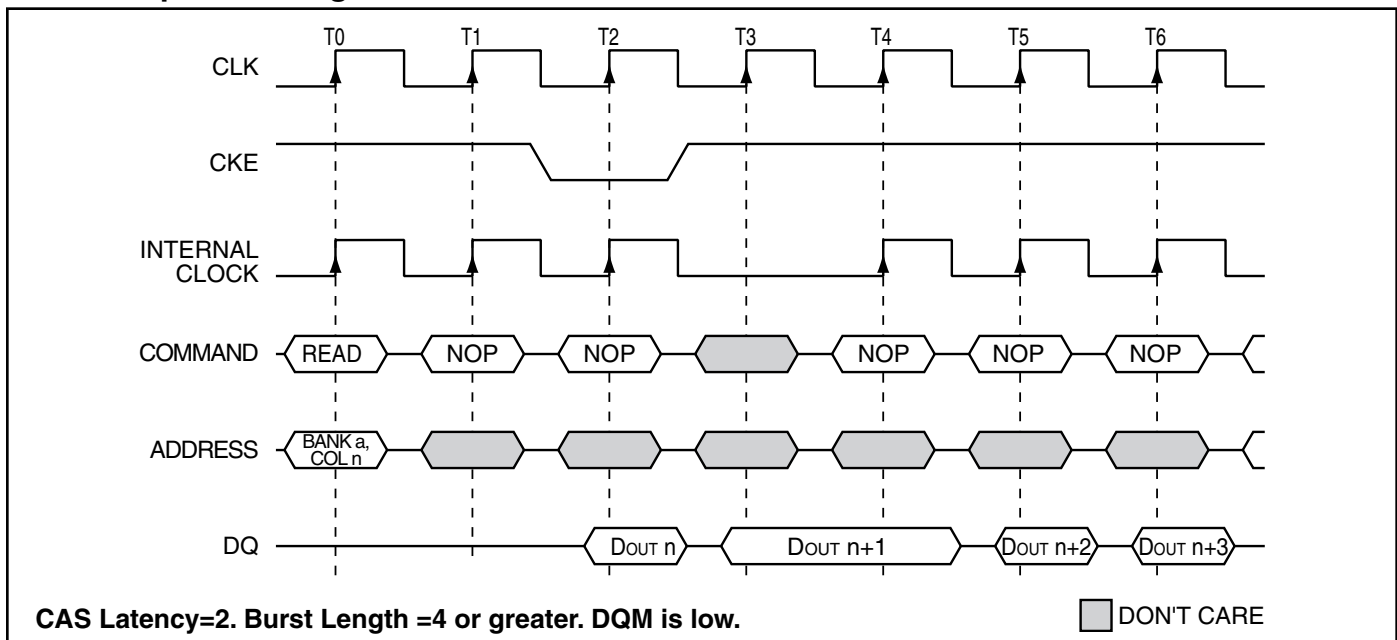 T0 T1 T2 T3 T4 T5 T6
CLK
CKE
INTERNAL
CLOCK
COMMAND READ NOP NOP NOP NOP NOP
ADDRESS BANK a,
COL n
DQ DOUT n DOUT n+1 DOUT n+2 DOUT n+3
CAS Latency=2. Burst Length =4 or greater. DQM is low. DON'T CARE